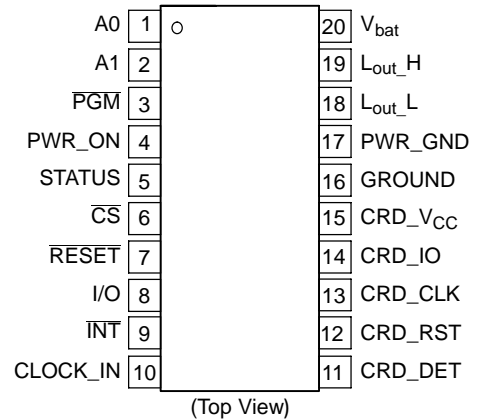 A0 1 20 Vbat
A1 2 19 Lout_H
PGM 3 18 Lout_L
PWR_ON 4 17 PWR_GND
STATUS 5 16 GROUND
CS 6 15 CRD_VCC
RESET 7 14 CRD_IO
I/O 8 13 CRD_CLK
INT 9 12 CRD_RST
CLOCK_IN 10 11 CRD_DET
(Top View)